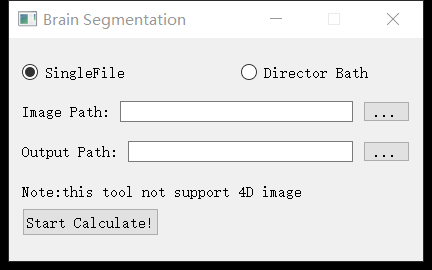 Brain Segmentation
SingleFile Director Bath
Image Path: ...
Output Path: ...
Note:this tool not support 4D image
Start Calculate!